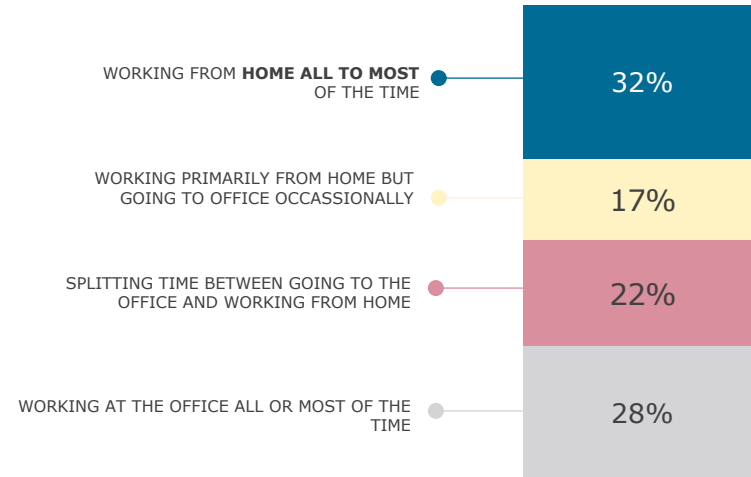 WORKING FROM HOME ALL TO MOST
OF THE TIME
32%
WORKING PRIMARILY FROM HOME BUT
GOING TO OFFICE OCCASSIONALLY
17%
SPLITTING TIME BETWEEN GOING TO THE
OFFICE AND WORKING FROM HOME
22%
WORKING AT THE OFFICE ALL OR MOST OF THE
TIME
28%